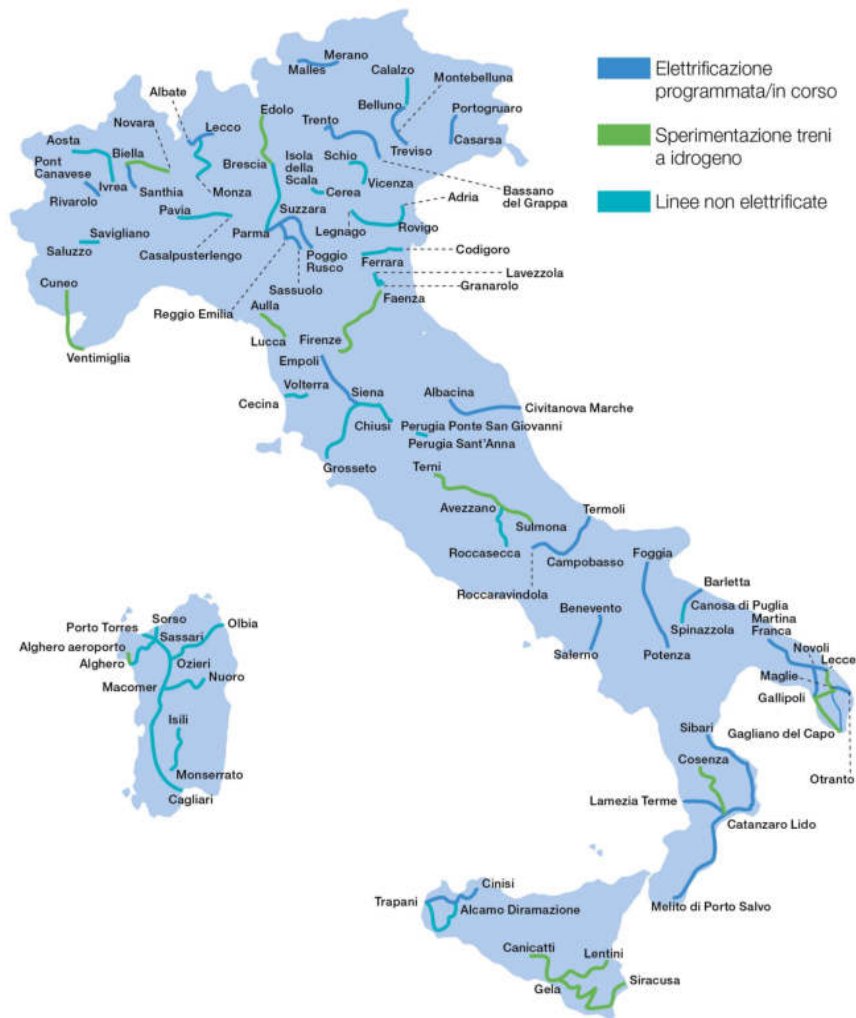 Elettrificazione
programmata/in corso
Sperimentazione treni
a idrogeno
Linee non elettrificate
Merano
Malles
Calalzo
Montebelluna
Albate
Edolo
Belluno
Portogruaro
Novara
Lecco
Trento
Aosta
Biella
Schio
Treviso
Casarsa
Pont
Canavese
Brescia
Isola
della
Scala
Ivrea
Santhia
Monza
Vicenza
Bassano
del Grappa
Rivarolo
Cerea
Adria
Pavia
Suzzara
Savigliano
Parma
Legnago
Rovigo
Saluzzo
Casalpusterlengo
Poggio
Rusco
Ferrara
Codigoro
Lavezzola
Cuneo
Sassuolo
Granarolo
Reggio Emilia
Aulla
Faenza
Lucca
Firenze
Ventimiglia
Empoli
Volterra
Siena
Albacina
Cecina
Civitanova Marche
Chiusi
Perugia Ponte San Giovanni
Perugia Sant'Anna
Grosseto
Terni
Avezzano
Termoli
Sulmona
Roccasecca
Campobasso
Foggia
Roccaravindola
Barletta
Benevento
Canosa di Puglia
Spinazzola
Martina
Franca
Salerno
Potenza
Novoli
Lecce
Maglie
Gallipoli
Gagliano del Capo
Otranto
Sorso
Porto Torres
Olbia
Sassari
Alghero aeroporto
Alghero
Ozieri
Macomer
Nuoro
Isili
Monserrato
Cagliari
Sibari
Cosenza
Lamezia Terme
Catanzaro Lido
Cinisi
Trapani
Alcamo Diramazione
Melito di Porto Salvo
Canicatti
Lentini
Gela
Siracusa